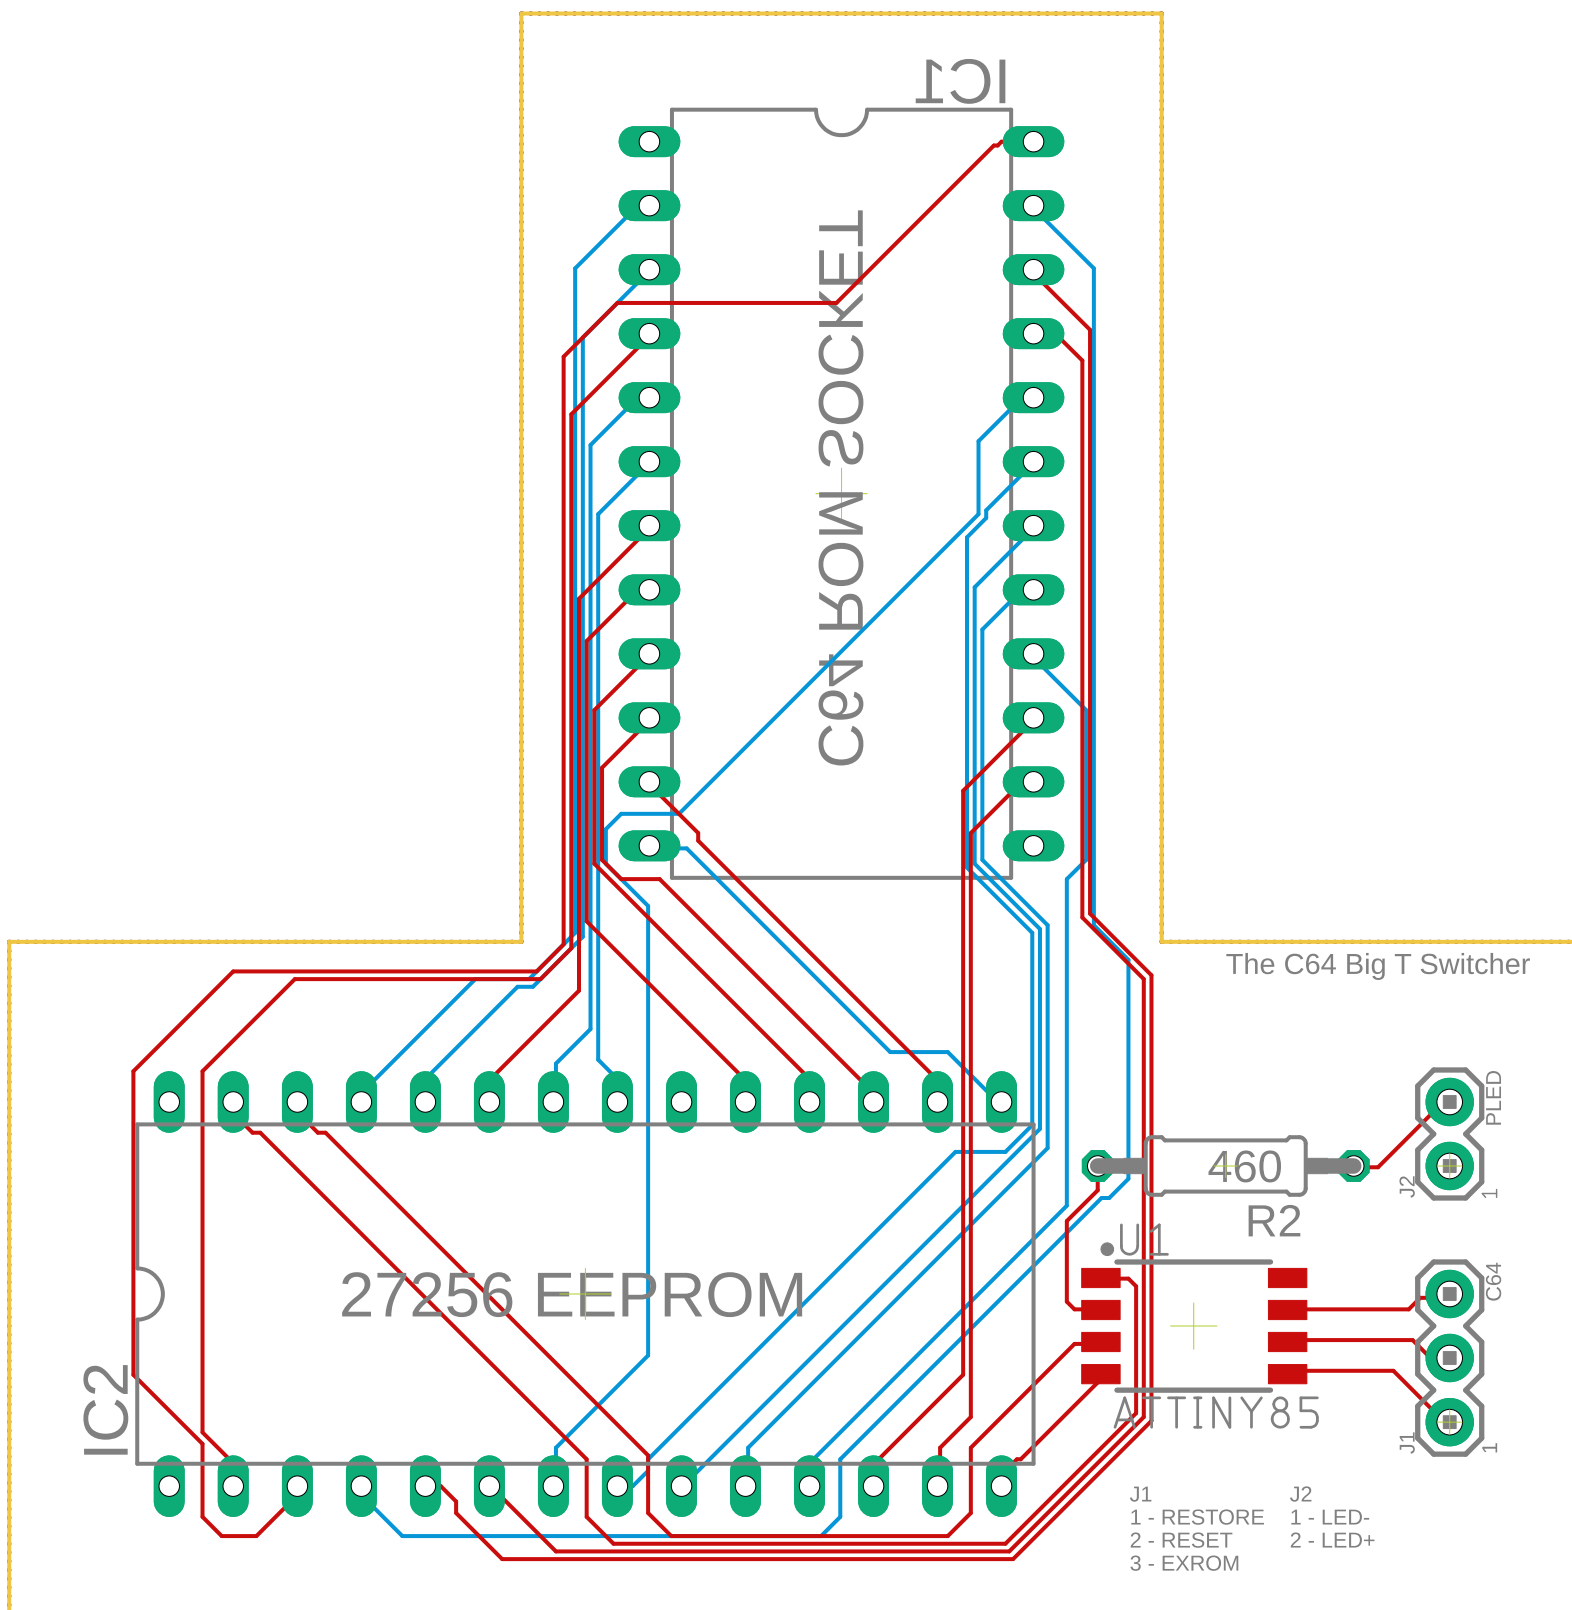 IC1
C64 ROM SOCKET
The C64 Big T Switcher
PLED
J2
1
460
R2
U1
C64
27256 EEPROM
IC2
ATTINY85
J1
1
J1
1 - RESTORE
2 - RESET
3 - EXROM
J2
1 - LED-
2 - LED+